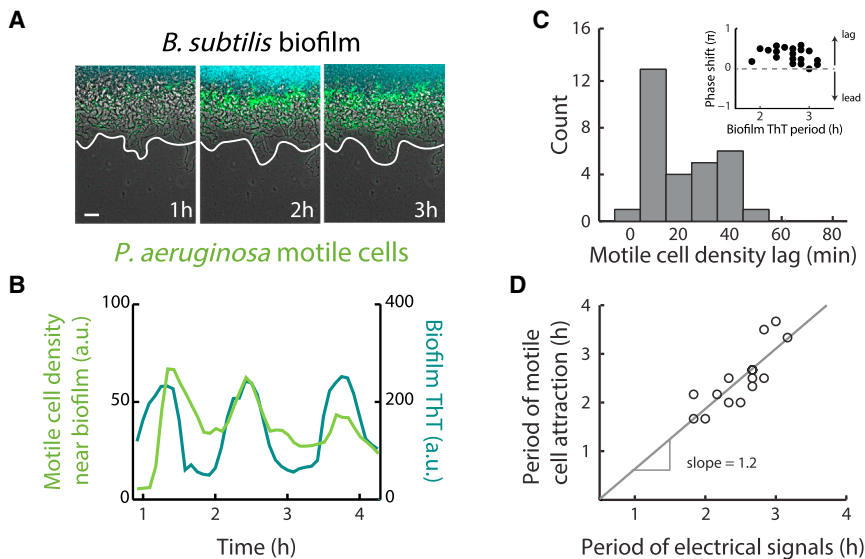 A
B. subtilis biofilm
1h
2h
3h
P. aeruginosa motile cells
B
Motile cell density
near biofilm (a.u.)
100
50
0
400
200
0
Biofilm ThT
(a.u.)
1
2
3
4
Time (h)
C
16
12
8
4
0
Count
0
20
40
60
80
Motile cell density lag (min)
Phase shift (π)
1
0
−1
lag
lead
2
3
Biofilm ThT period (h)
D
Period of motile
cell attraction (h)
4
3
2
1
slope = 1.2
1
2
3
4
Period of electrical signals (h)